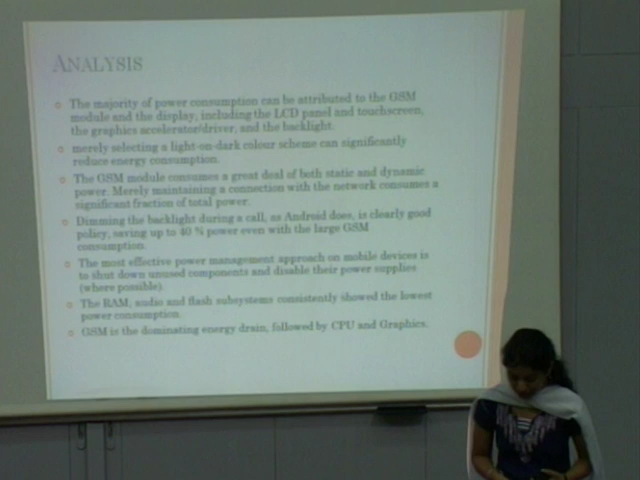 ANALYSIS
The majority of power consumption can be attributed to the GSM
module and the display, including the LCD panel and touchscreen,
the graphics accelerator/driver, and the backlight.
merely selecting a light-on-dark colour scheme can significantly
reduce energy consumption.
The GSM module consumes a great deal of both static and dynamic
power. Merely maintaining a connection with the network consumes a
significant fraction of total power.
Dimming the backlight during a call, as Android does, is clearly good
policy, saving up to 40 % power even with the large GSM
consumption.
The most effective power management approach on mobile devices is
to shut down unused components and disable their power supplies
(where possible).
The RAM, audio and flash subsystems consistently showed the lowest
power consumption.
GSM is the dominating energy drain, followed by CPU and Graphics.